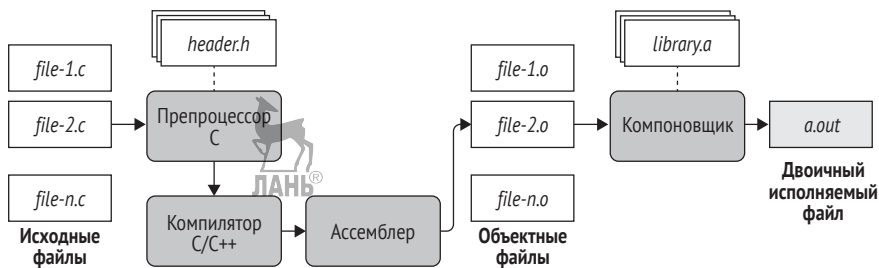 file-1.c
file-2.c
file-n.c
Исходные
файлы
header.h
Препроцессор
C
ЛАНЬ®
Компилятор
C/C++
Ассемблер
file-1.o
file-2.o
file-n.o
Объектные
файлы
library.a
Компоновщик
a.out
Двоичный
исполняемый
файл